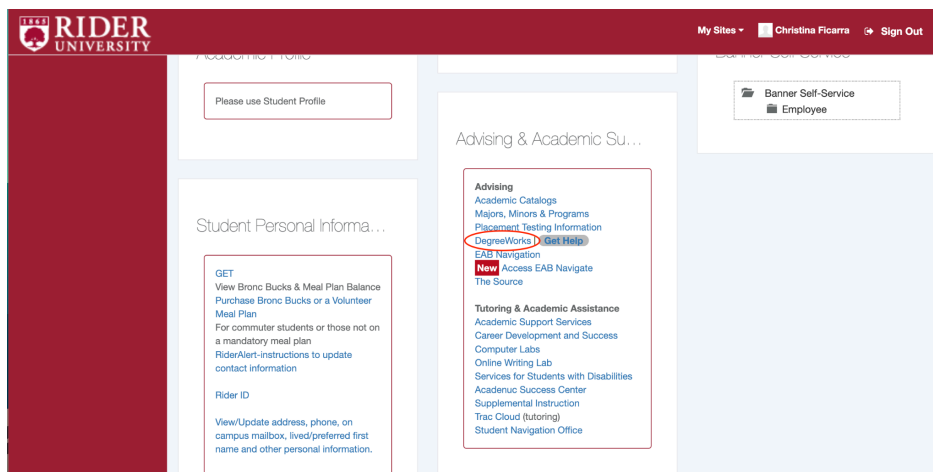 1865 RIDER
UNIVERSITY
My Sites
Christina Ficarra
Sign Out
Academic Profile
Please use Student Profile
Student Personal Informa...
GET
View Bronc Bucks & Meal Plan Balance
Purchase Bronc Bucks or a Volunteer
Meal Plan
For commuter students or those not on
a mandatory meal plan
RiderAlert-instructions to update
contact information
Rider ID
View/Update address, phone, on
campus mailbox, lived/preferred first
name and other personal information.
Advising & Academic Su...
Advising
Academic Catalogs
Majors, Minors & Programs
Placement Testing Information
DegreeWorks | Get Help
EAB Navigation
New Access EAB Navigate
The Source
Tutoring & Academic Assistance
Academic Support Services
Career Development and Success
Computer Labs
Online Writing Lab
Services for Students with Disabilities
Acadenuc Success Center
Supplemental Instruction
Trac Cloud (tutoring)
Student Navigation Office
Banner Self-Service
Banner Self-Service
Employee